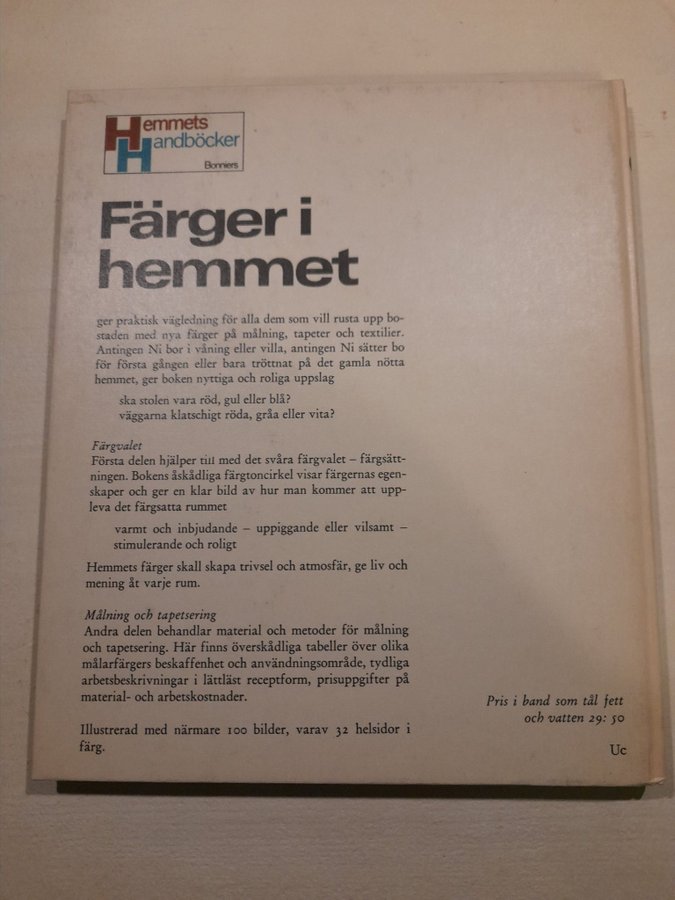 Hemmets
Handböcker
Bonniers
Färger i
hemmet
ger praktisk vägledning för alla dem som vill rusta upp bo-
staden med nya färger på målning, tapeter och textilier.
Antingen Ni bor i våning eller villa, antingen Ni sätter bo
för första gången eller bara tröttnat på det gamla nötta
hemmet, ger boken nyttiga och roliga uppslag
ska stolen vara röd, gul eller blå?
väggarna klatschigt röda, gråa eller vita?
Färgvalet
Första delen hjälper till med det svåra färgvalet – färgsätt-
ningen. Bokens åskådliga färgtoncirkel visar färgernas egen-
skaper och ger en klar bild av hur man kommer att upp-
leva det färgsatta rummet
varmt och inbjudande – uppiggande eller vilsamt –
stimulerande och roligt
Hemmets färger skall skapa trivsel och atmosfär, ge liv och
mening åt varje rum.
Målning och tapetsering
Andra delen behandlar material och metoder för målning
och tapetsering. Här finns överskådliga tabeller över olika
målarfärgers beskaffenhet och användningsområde, tydliga
arbetsbeskrivningar i lättläst receptform, prisuppgifter på
material- och arbetskostnader.
Illustrerad med närmare 100 bilder, varav 32 helsidor i
färg.
Pris i band som tål fett
och vatten 29: 50
Uc